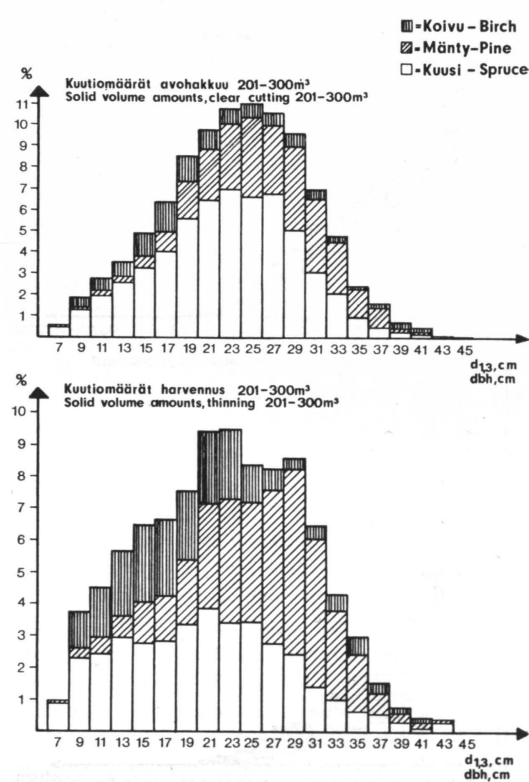 ▥=Koivu - Birch
▨=Mänty-Pine
□=Kuusi - Spruce
%
Kuutiomäärät avohakkuu 201-300m³
Solid volume amounts, clear cutting 201-300m³
11
10
9
8
7
6
5
4
3
2
1
7 9 11 13 15 17 19 21 23 25 27 29 31 33 35 37 39 41 43 45
d1,3, cm
dbh, cm
%
Kuutiomäärät harvennus 201-300m³
Solid volume amounts, thinning 201-300m³
10
9
8
7
6
5
4
3
2
1
7 9 11 13 15 17 19 21 23 25 27 29 31 33 35 37 39 41 43 45
d1,3, cm
dbh, cm